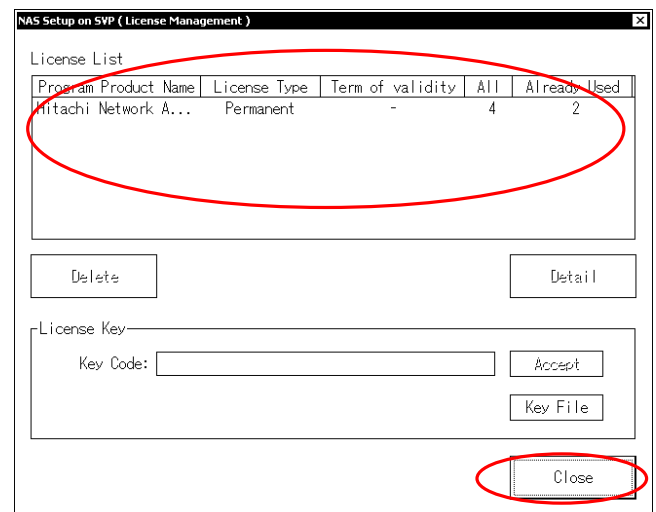 NAS Setup on SVP ( License Management )
License List
Program Product Name License Type Term of validity All Already Used
Hitachi Network A... Permanent - 4 2
Delete Detail
License Key
Key Code: Accept
Key File
Close